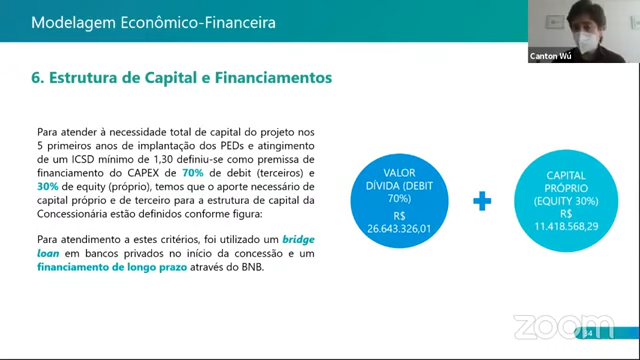 Modelagem Econômico-Financeira
Canton Wú
6. Estrutura de Capital e Financiamentos
Para atender à necessidade total de capital do projeto nos
5 primeiros anos de implantação dos PEDs e atingimento
de um ICSD mínimo de 1,30 definiu-se como premissa de
financiamento do CAPEX de 70% de debit (terceiros) e
30% de equity (próprio), temos que o aporte necessário de
capital próprio e de terceiro para a estrutura de capital da
Concessionária estão definidos conforme figura:
Para atendimento a estes critérios, foi utilizado um bridge
loan em bancos privados no início da concessão e um
financiamento de longo prazo através do BNB.
VALOR
DÍVIDA (DEBIT
70%)
R$
26.643.326,01
+
CAPITAL
PRÓPRIO
(EQUITY 30%)
R$
11.418.568,29
34
zoom